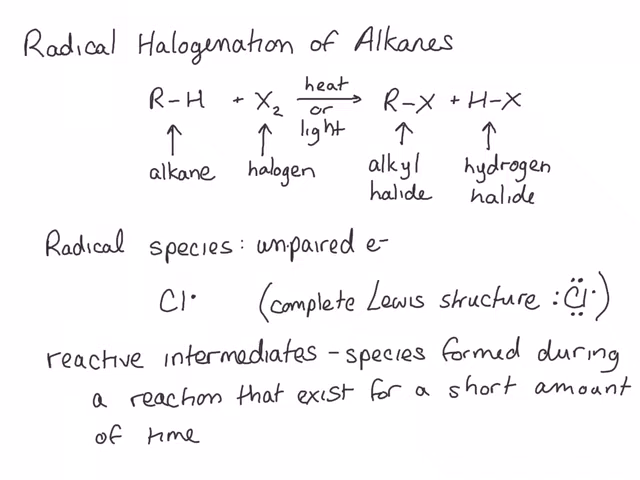 Radical Halogenation of Alkanes
R-H + X₂ heat or light → R-X + H-X
↑ ↑ ↑ ↑
alkane halogen alkyl halide hydrogen halide
Radical species: unpaired e-
Cl· (complete Lewis structure :Cl·)
reactive intermediates - species formed during
a reaction that exist for a short amount
of time